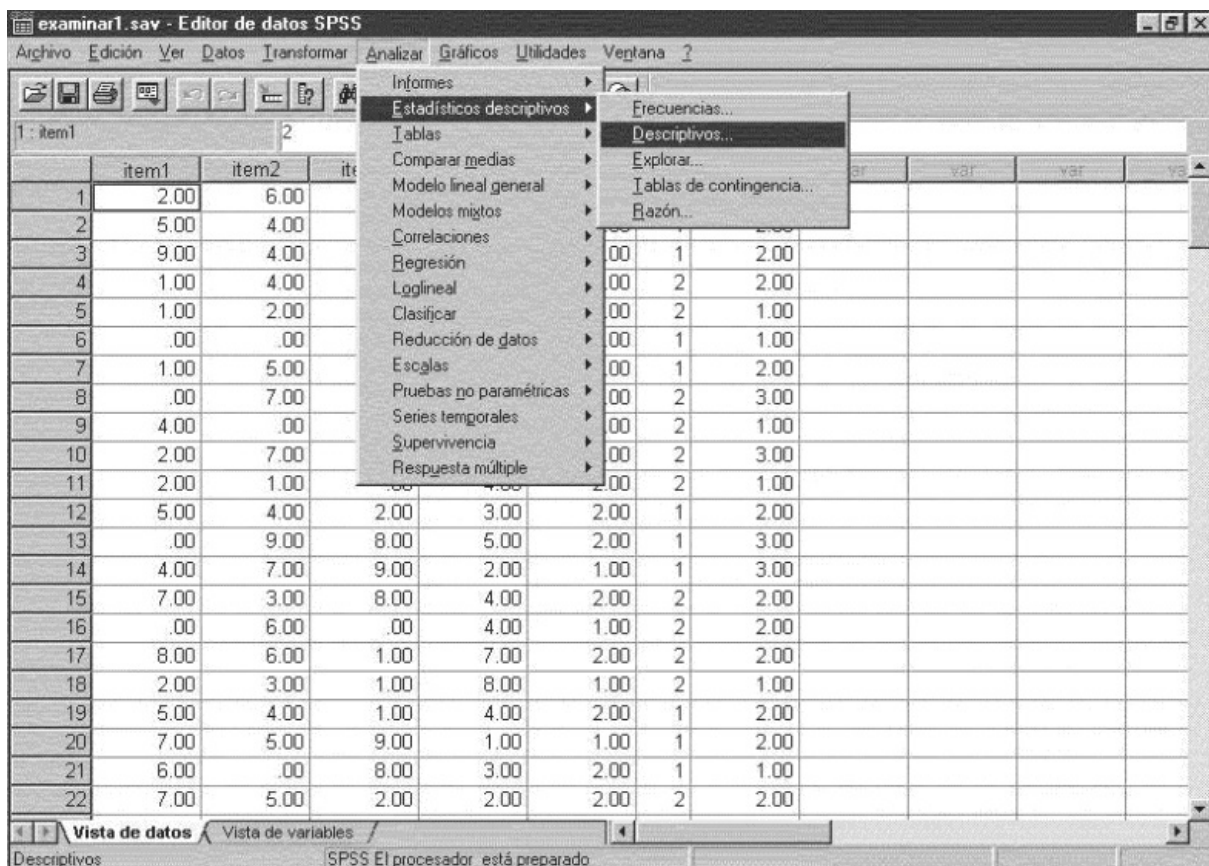 examinar1.sav - Editor de datos SPSS
Archivo Edición Ver Datos Transformar Analizar Gráficos Utilidades Ventana ?
Informes
Estadísticos descriptivos
Tablas
Comparar medias
Modelo lineal general
Modelos mixtos
Correlaciones
Regresión
Loglineal
Clasificar
Reducción de datos
Escalas
Pruebas no paramétricas
Series temporales
Supervivencia
Respuesta múltiple
Frecuencias...
Descriptivos...
Explorar...
Tablas de contingencia...
Razón...
1 : item1 2
item1 item2 var var
1 2.00 6.00
2 5.00 4.00
3 9.00 4.00 .00 1 2.00
4 1.00 4.00 .00 2 2.00
5 1.00 2.00 .00 2 1.00
6 .00 .00 .00 1 1.00
7 1.00 5.00 .00 1 2.00
8 .00 7.00 .00 2 3.00
9 4.00 .00 .00 2 1.00
10 2.00 7.00 .00 2 3.00
11 2.00 1.00 2.00 2 1.00
12 5.00 4.00 2.00 3.00 2.00 1 2.00
13 .00 9.00 8.00 5.00 2.00 1 3.00
14 4.00 7.00 9.00 2.00 1.00 1 3.00
15 7.00 3.00 8.00 4.00 2.00 2 2.00
16 .00 6.00 .00 4.00 1.00 2 2.00
17 8.00 6.00 1.00 7.00 2.00 2 2.00
18 2.00 3.00 1.00 8.00 1.00 2 1.00
19 5.00 4.00 1.00 4.00 2.00 1 2.00
20 7.00 5.00 9.00 1.00 1.00 1 2.00
21 6.00 .00 8.00 3.00 2.00 1 1.00
22 7.00 5.00 2.00 2.00 2.00 2 2.00
Vista de datos Vista de variables
Descriptivos SPSS El procesador está preparado